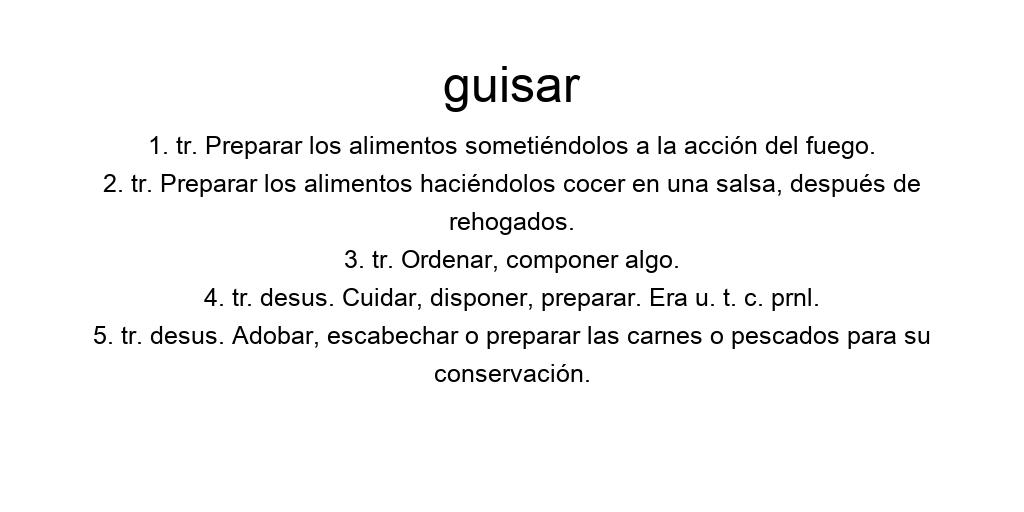 guisar
1. tr. Preparar los alimentos sometiéndolos a la acción del fuego.
2. tr. Preparar los alimentos haciéndolos cocer en una salsa, después de
rehogados.
3. tr. Ordenar, componer algo.
4. tr. desus. Cuidar, disponer, preparar. Era u. t. c. prnl.
5. tr. desus. Adobar, escabechar o preparar las carnes o pescados para su
conservación.